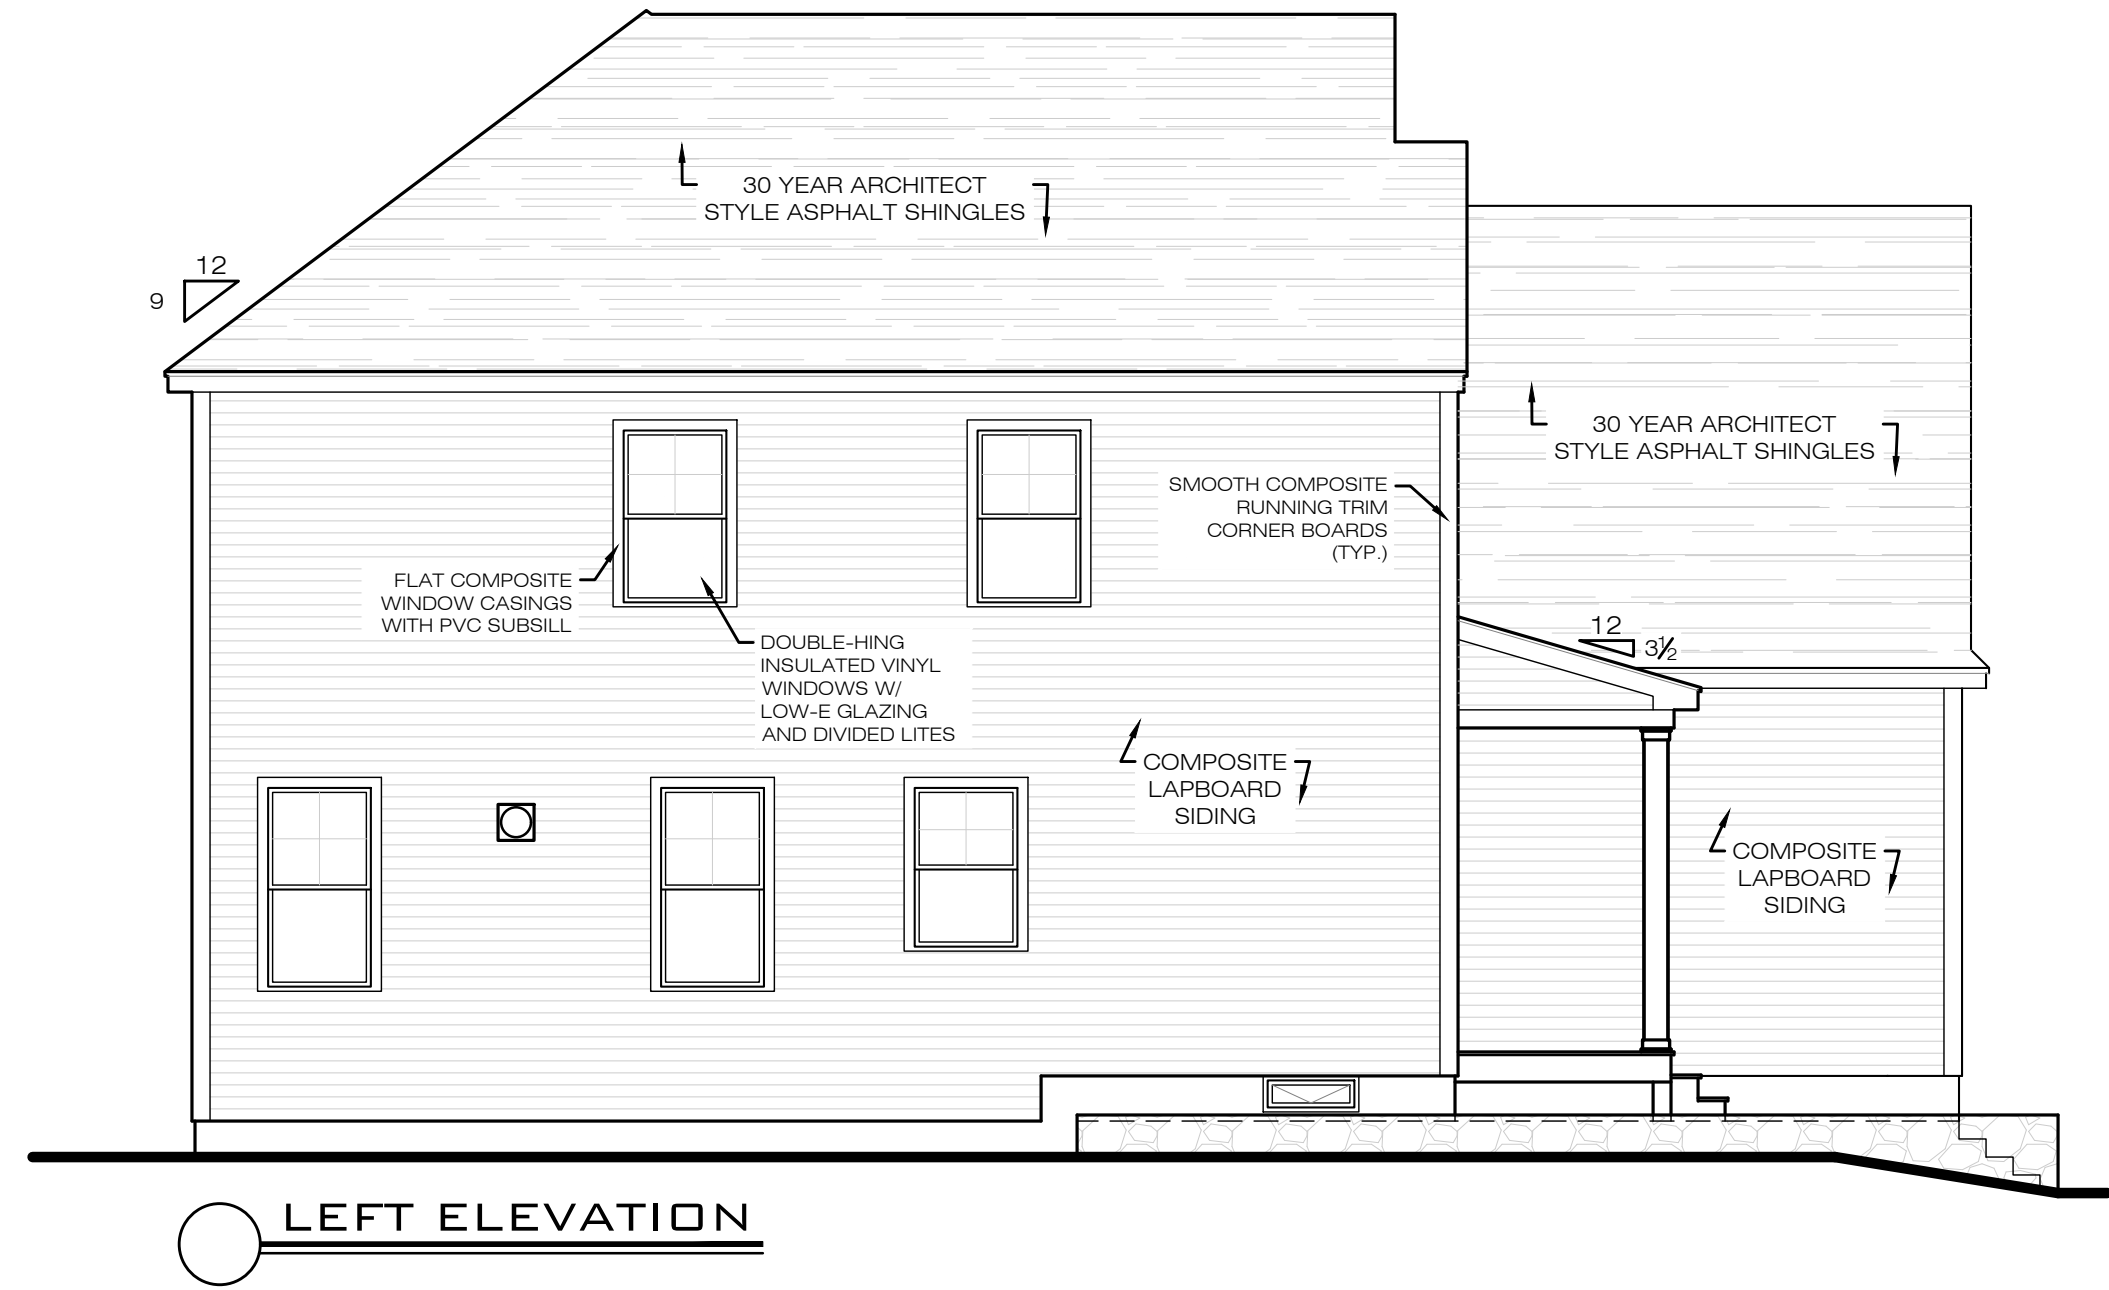 30 YEAR ARCHITECT
STYLE ASPHALT SHINGLES
12
9
30 YEAR ARCHITECT
STYLE ASPHALT SHINGLES
SMOOTH COMPOSITE
RUNNING TRIM
CORNER BOARDS
(TYP.)
FLAT COMPOSITE
WINDOW CASINGS
WITH PVC SUBSILL
12
3½
DOUBLE-HING
INSULATED VINYL
WINDOWS W/
LOW-E GLAZING
AND DIVIDED LITES
COMPOSITE
LAPBOARD
SIDING
COMPOSITE
LAPBOARD
SIDING
LEFT ELEVATION